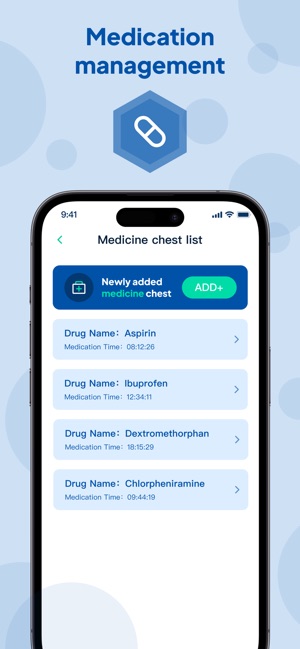 Medication
management
9:41
Medicine chest list
Newly added
medicine chest
ADD+
Drug Name： Aspirin
Medication Time： 08:12:26
Drug Name： Ibuprofen
Medication Time： 12:34:11
Drug Name： Dextromethorphan
Medication Time： 18:15:29
Drug Name： Chlorpheniramine
Medication Time： 09:44:19